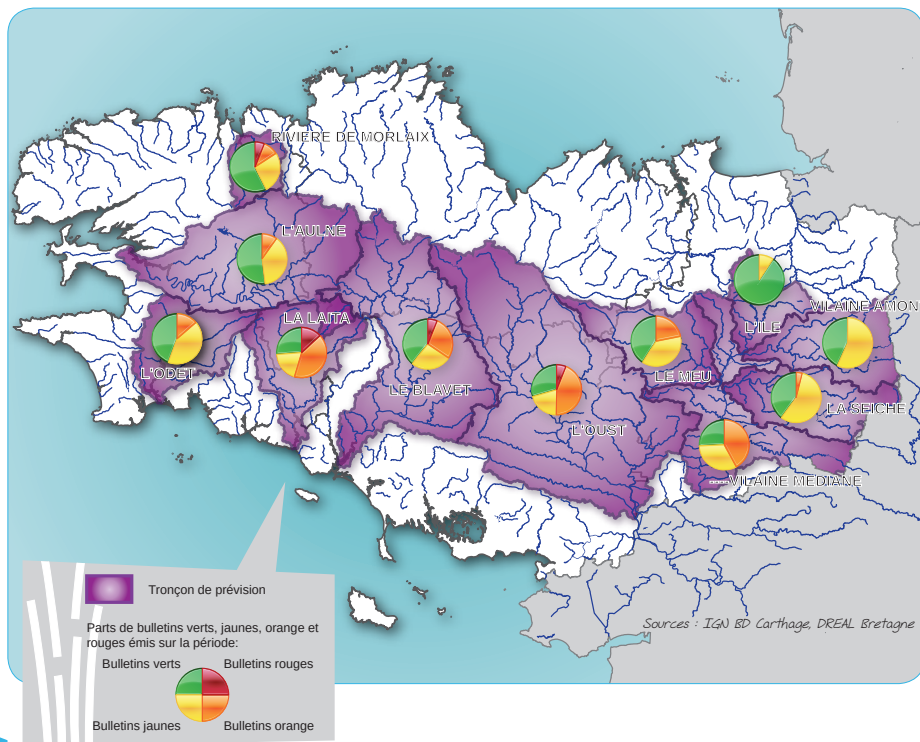 RIVIERE DE MORLAIX
L'AULNE
VILAINE AMON
LA LAITA
L'ILE
L'ODET
LE MEU
LE BLAVET
LA SEICHE
L'OUST
VILAINE MEDIANE
Tronçon de prévision
Sources : IGN BD Carthage, DREAL Bretagne
Parts de bulletins verts, jaunes, orange et
rouges émis sur la période:
Bulletins verts Bulletins rouges
Bulletins jaunes Bulletins orange